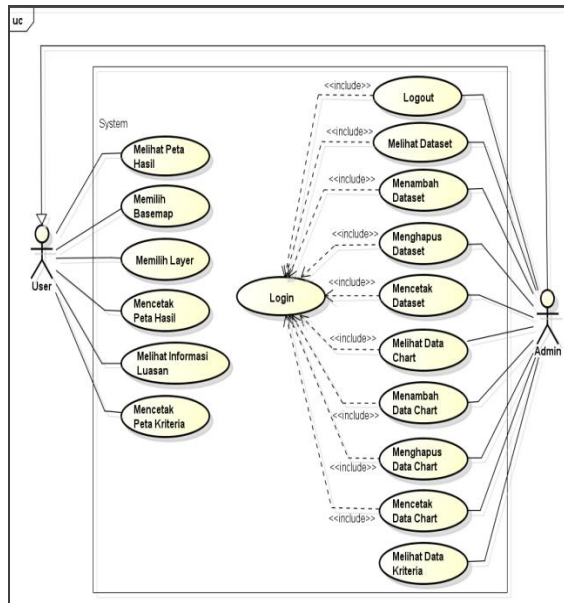 uc
System
Melihat Peta
Hasil
Memilih
Basemap
Memilih Layer
Mencetak
Peta Hasil
Melihat Informasi
Luasan
Mencetak
Peta Kriteria
User
Login
<<include>>
Logout
<<include>>
Melihat Dataset
<<include>>
Menambah
Dataset
<<include>>
Menghapus
Dataset
<<include>>
Mencetak
Dataset
<<include>>
Melihat Data
Chart
<<include>>
Menambah
Data Chart
<<include>>
Menghapus
Data Chart
<<include>>
Mencetak
Data Chart
Melihat Data
Kriteria
Admin